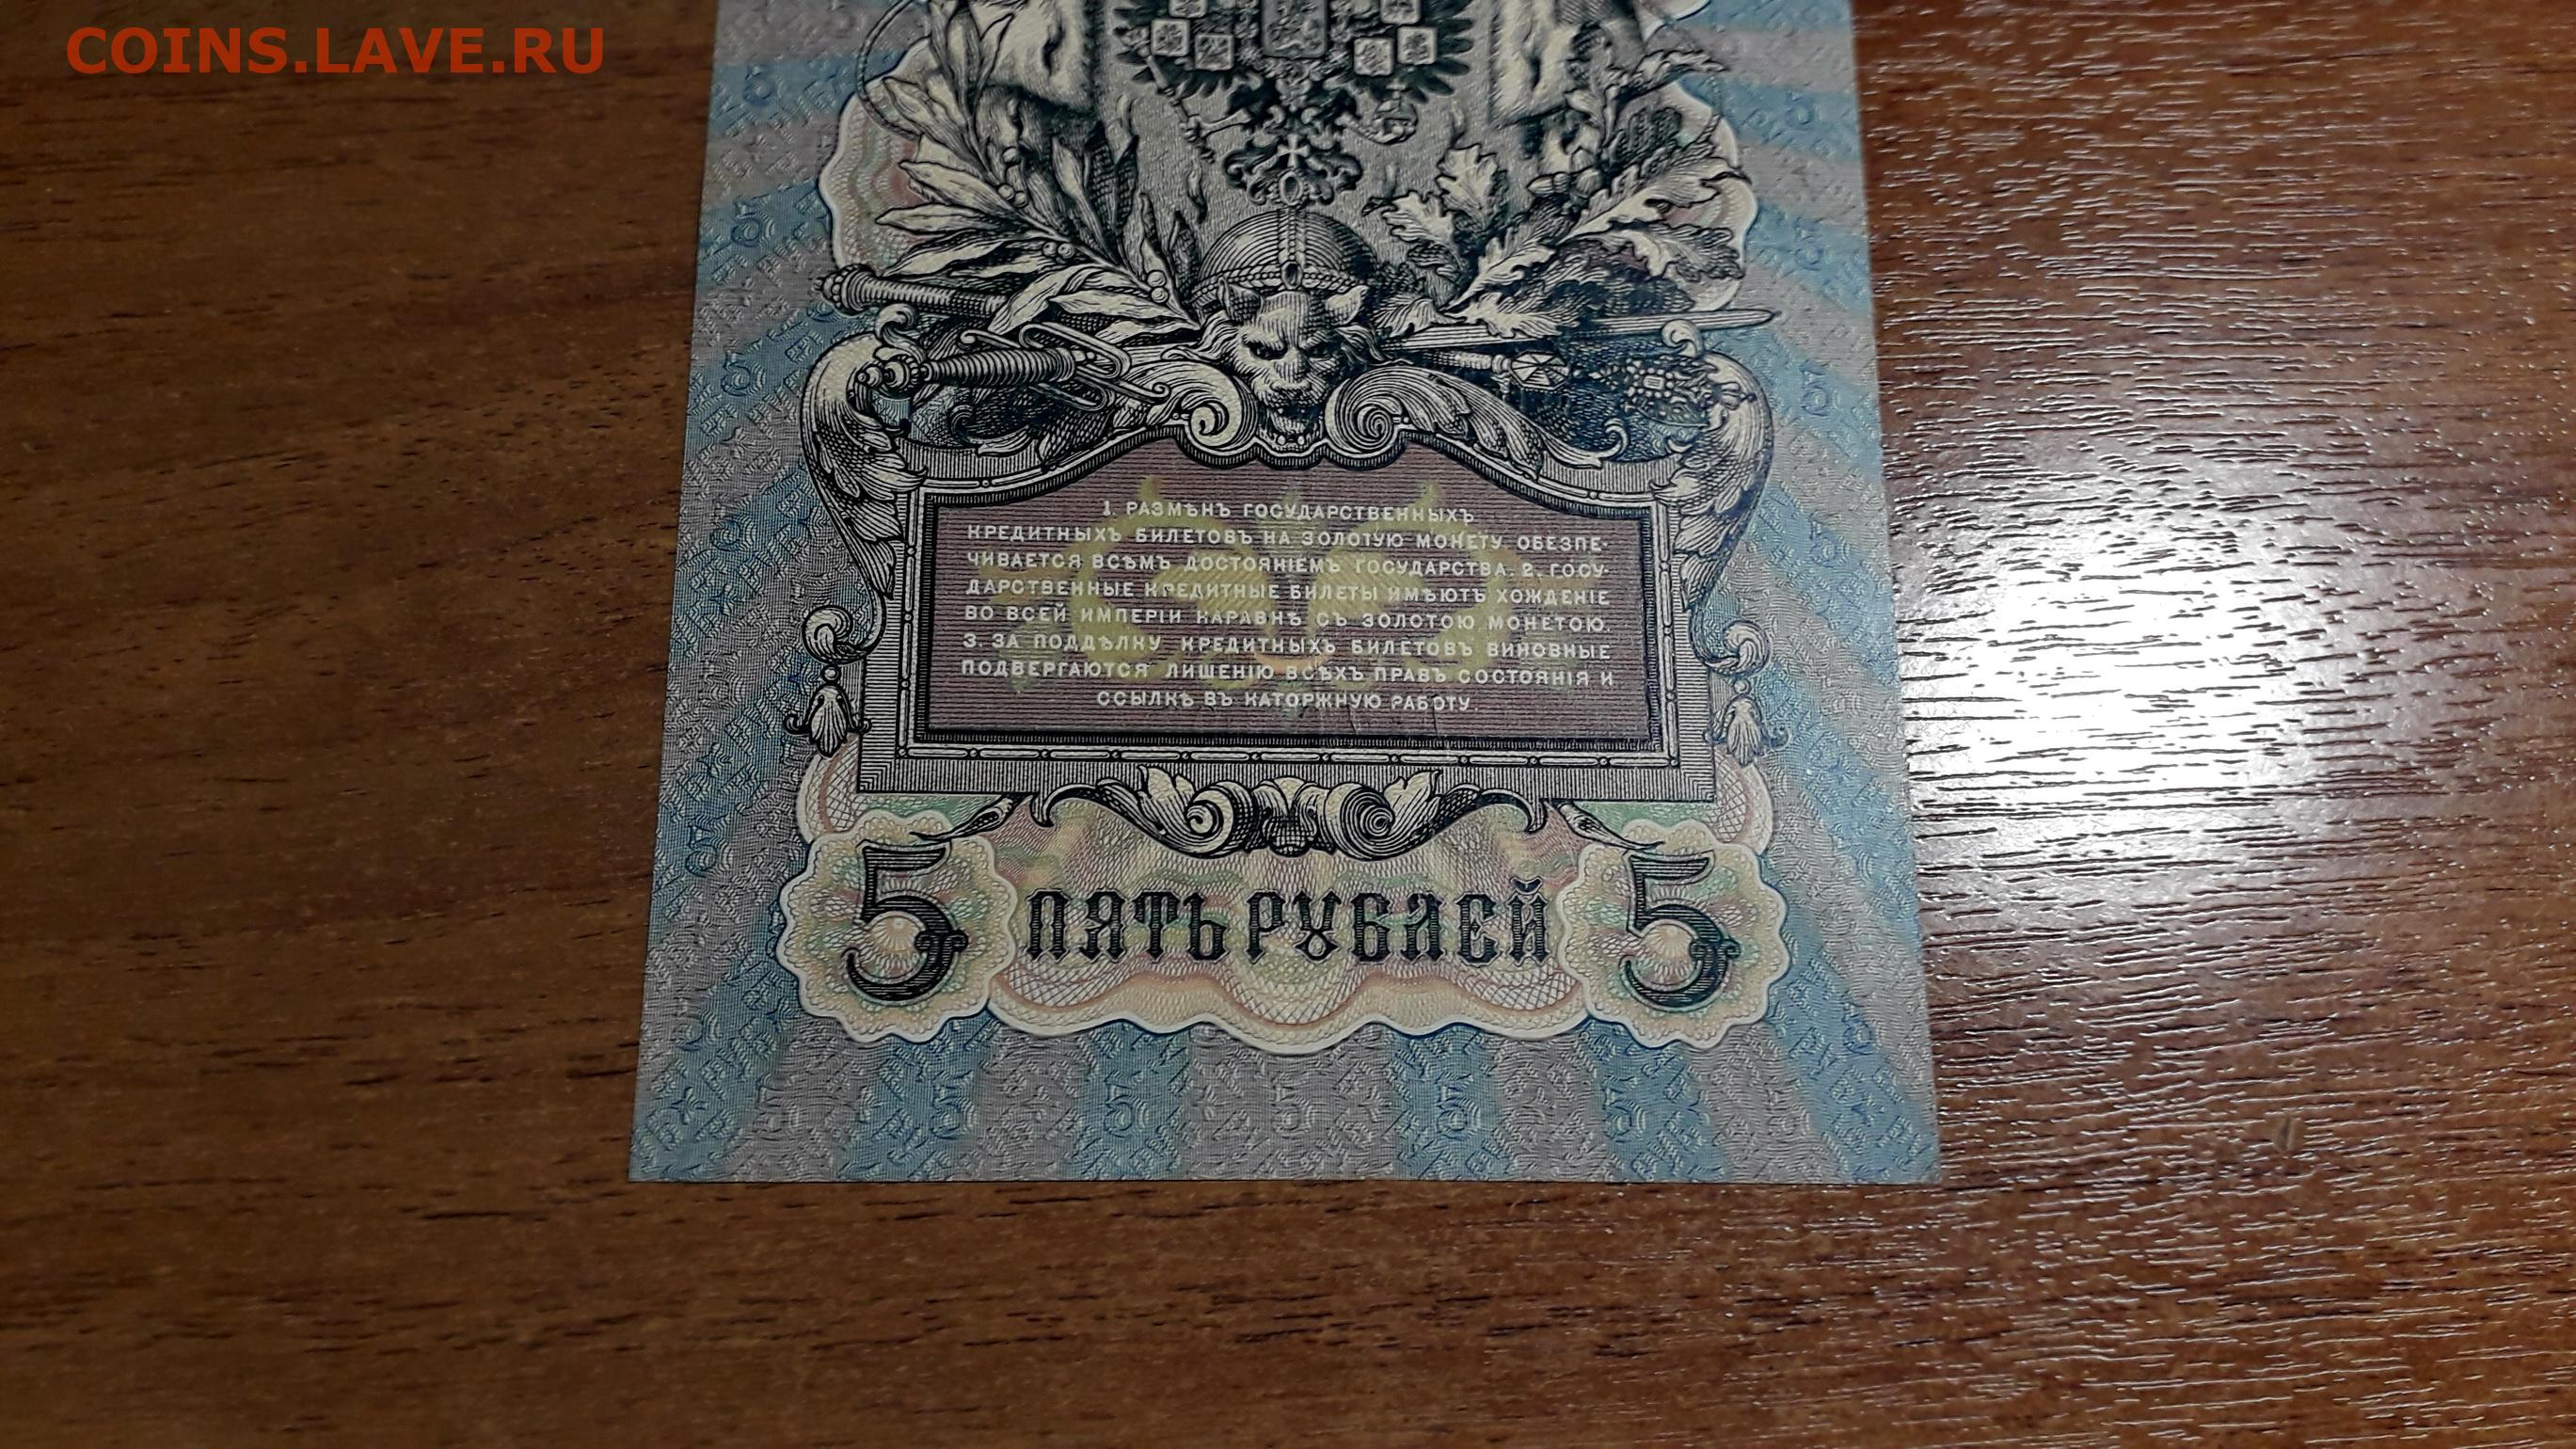 COINS.LAVE.RU
1. РАЗМѢНЪ ГОСУДАРСТВЕННЫХЪ
КРЕДИТНЫХЪ БИЛЕТОВЪ НА ЗОЛОТУЮ МОНЕТУ ОБЕЗПЕ-
ЧИВАЕТСЯ ВСѢМЪ ДОСТОЯНІЕМЪ ГОСУДАРСТВА. 2. ГОСУ-
ДАРСТВЕННЫЕ КРЕДИТНЫЕ БИЛЕТЫ ИМѢЮТЪ ХОЖДЕНІЕ
ВО ВСЕЙ ИМПЕРІИ НАРАВНѢ СЪ ЗОЛОТОЮ МОНЕТОЮ.
3. ЗА ПОДДѢЛКУ КРЕДИТНЫХЪ БИЛЕТОВЪ ВИНОВНЫЕ
ПОДВЕРГАЮТСЯ ЛИШЕНІЮ ВСѢХЪ ПРАВЪ СОСТОЯНІЯ И
ССЫЛКѢ ВЪ КАТОРЖНУЮ РАБОТУ.
5 ПЯТЬ РУБЛЕЙ 5